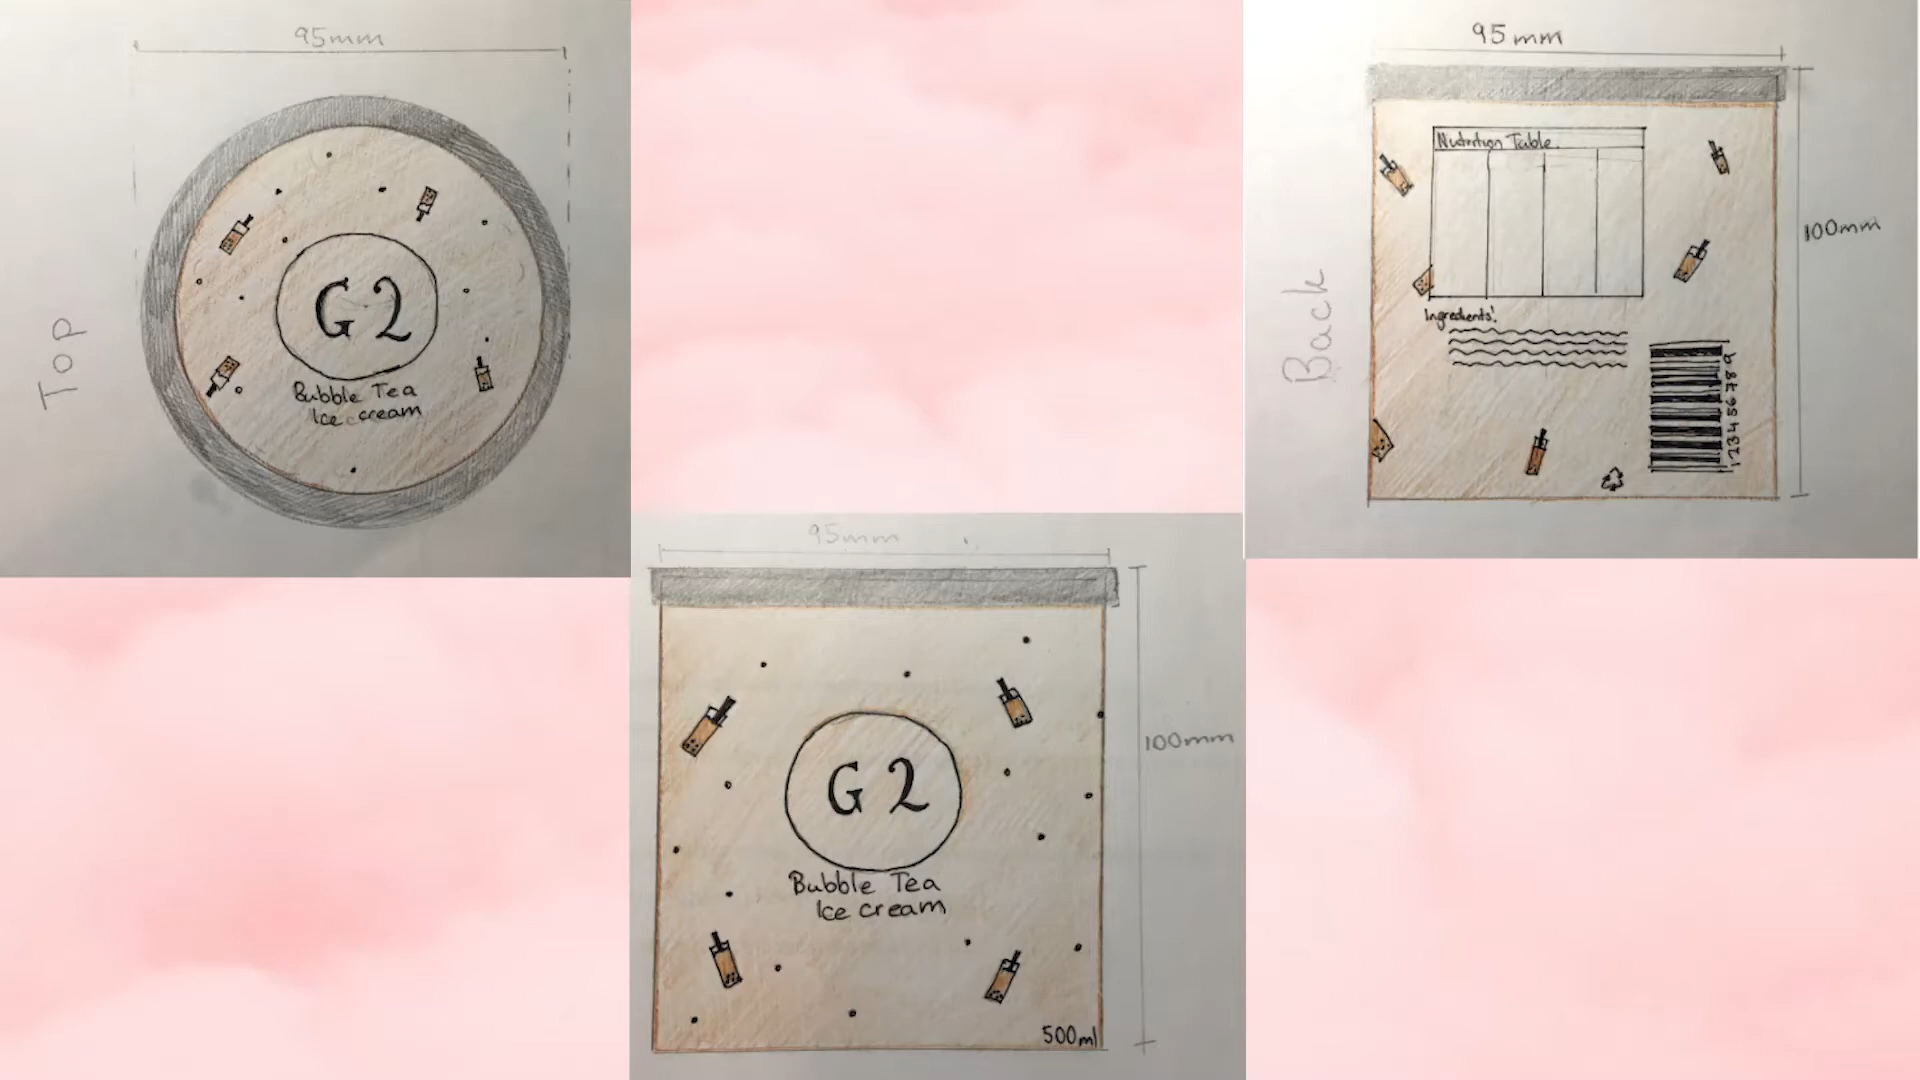 95mm
TOP
G2
Bubble Tea
Ice cream
95mm
Back
100mm
Nutrition Table.
Ingredients:
123456789
95mm
100mm
G2
Bubble Tea
Ice cream
500ml